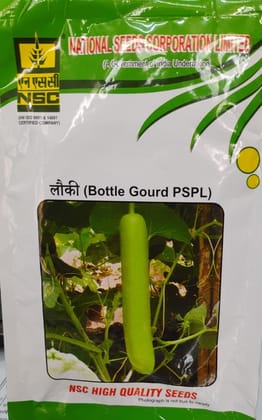 NATIONAL SEEDS CORPORATION LIMITED
(A Government of India Undertaking)
एन एस सी
NSC
(AN ISO 9001 & 14001
CERTIFIED COMPANY)
लौकी (Bottle Gourd PSPL)
NSC HIGH QUALITY SEEDS
Photograph is not true to variety